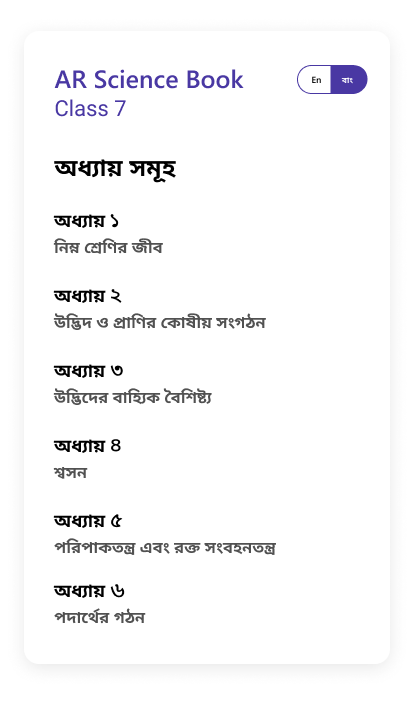 AR Science Book
En
বাং
Class 7
অধ্যায় সমূহ
অধ্যায় ১
নিম্ন শ্রেণির জীব
অধ্যায় ২
উদ্ভিদ ও প্রাণির কোষীয় সংগঠন
অধ্যায় ৩
উদ্ভিদের বাহ্যিক বৈশিষ্ট্য
অধ্যায় ৪
শ্বসন
অধ্যায় ৫
পরিপাকতন্ত্র এবং রক্ত সংবহনতন্ত্র
অধ্যায় ৬
পদার্থের গঠন